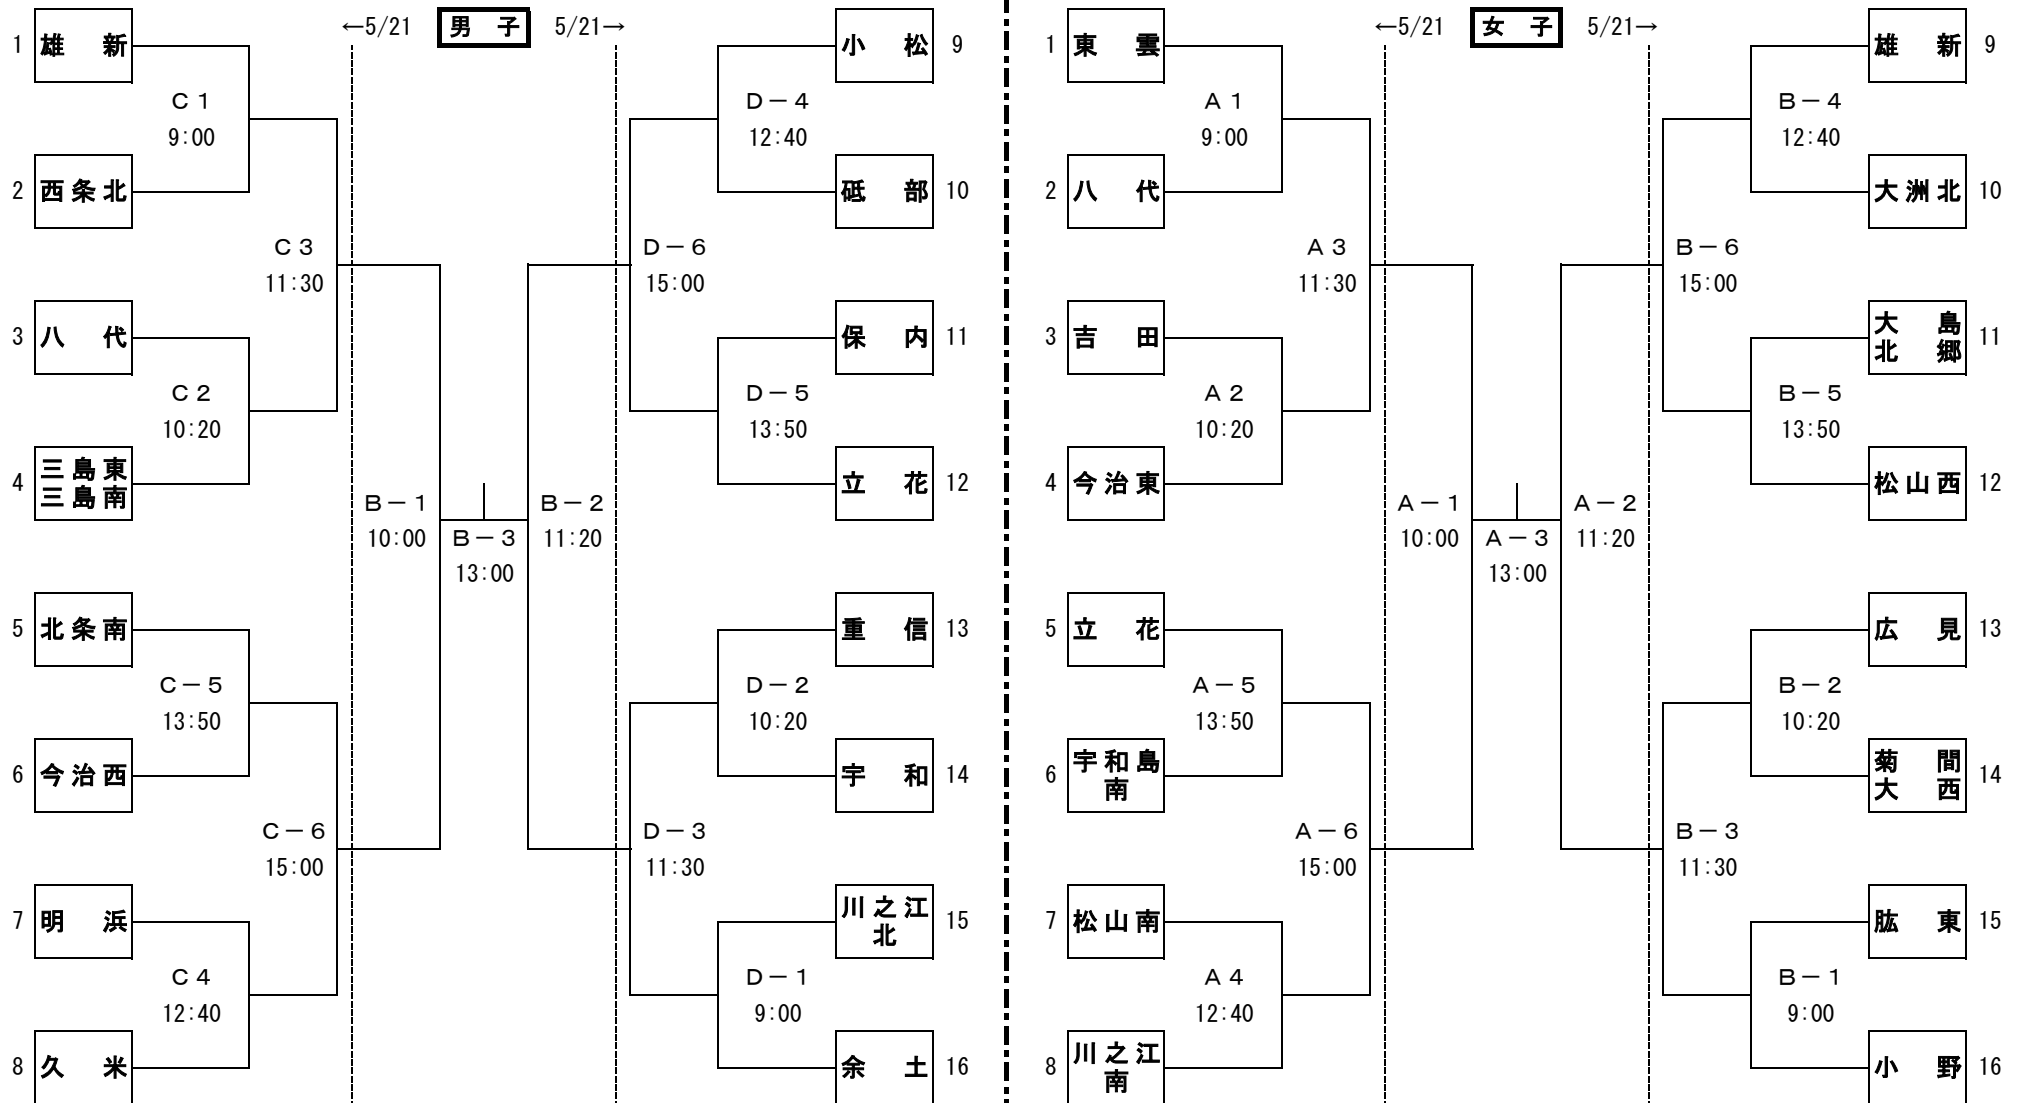 ←5/21 男子 5/21→
1 雄新
C1
9:00
2 西条北
C3
11:30
3 八代
C2
10:20
4 三島東
三島南
B-1
10:00
5 北条南
C-5
13:50
6 今治西
C-6
15:00
7 明浜
C4
12:40
8 久米
B-3
13:00
B-2
11:20
小松 9
D-4
12:40
砥部 10
D-6
15:00
保内 11
D-5
13:50
立花 12
重信 13
D-2
10:20
宇和 14
D-3
11:30
川之江
北 15
D-1
9:00
余土 16
←5/21 女子 5/21→
1 東雲
A1
9:00
2 八代
A3
11:30
3 吉田
A2
10:20
4 今治東
A-1
10:00
5 立花
A-5
13:50
6 宇和島
南
A-6
15:00
7 松山南
A4
12:40
8 川之江
南
A-3
13:00
A-2
11:20
雄新 9
B-4
12:40
大洲北 10
B-6
15:00
大島
北郷 11
B-5
13:50
松山西 12
広見 13
B-2
10:20
菊間
大西 14
B-3
11:30
肱東 15
B-1
9:00
小野 16